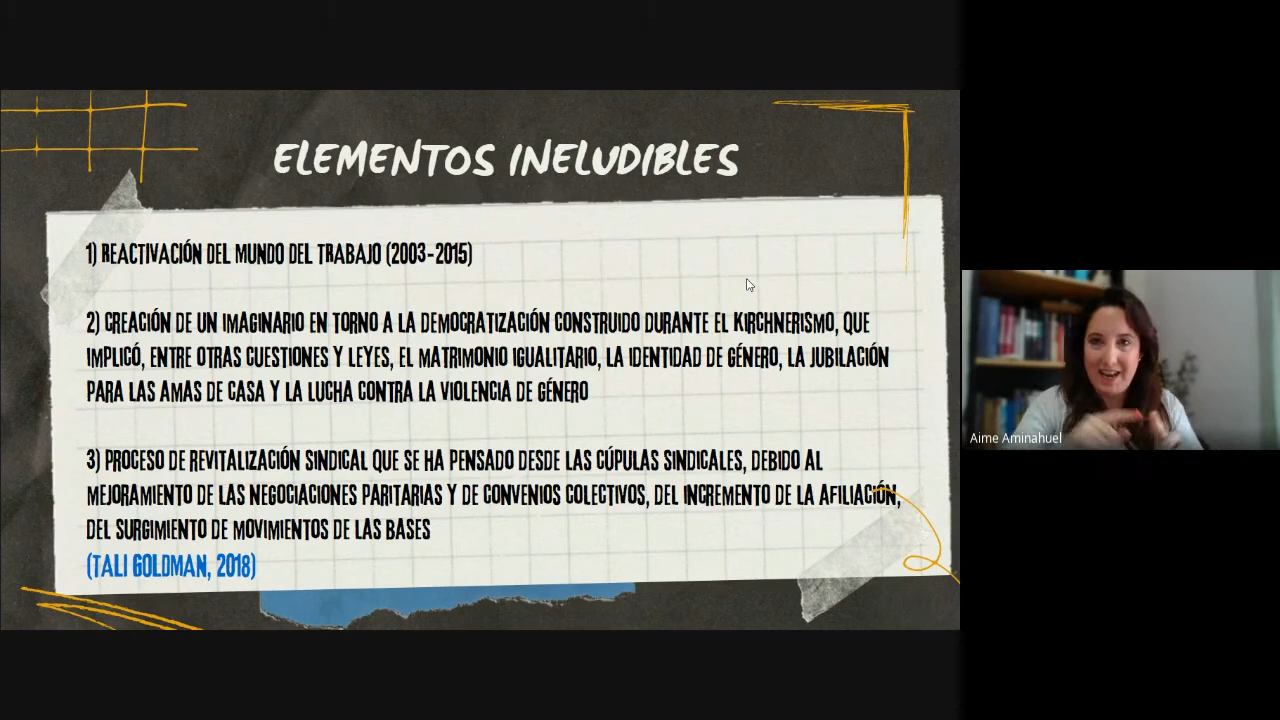 ELEMENTOS INELUDIBLES
1) REACTIVACIÓN DEL MUNDO DEL TRABAJO (2003-2015)
2) CREACIÓN DE UN IMAGINARIO EN TORNO A LA DEMOCRATIZACIÓN CONSTRUIDO DURANTE EL KIRCHNERISMO, QUE
IMPLICÓ, ENTRE OTRAS CUESTIONES Y LEYES, EL MATRIMONIO IGUALITARIO, LA IDENTIDAD DE GÉNERO, LA JUBILACIÓN
PARA LAS AMAS DE CASA Y LA LUCHA CONTRA LA VIOLENCIA DE GÉNERO
3) PROCESO DE REVITALIZACIÓN SINDICAL QUE SE HA PENSADO DESDE LAS CÚPULAS SINDICALES, DEBIDO AL
MEJORAMIENTO DE LAS NEGOCIACIONES PARITARIAS Y DE CONVENIOS COLECTIVOS, DEL INCREMENTO DE LA AFILIACIÓN,
DEL SURGIMIENTO DE MOVIMIENTOS DE LAS BASES
(TALI GOLDMAN, 2018)
Aime Aminahuel